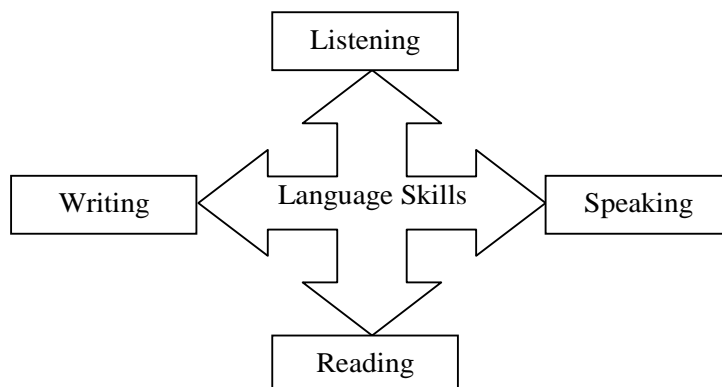 Listening
Writing
Language Skills
Speaking
Reading